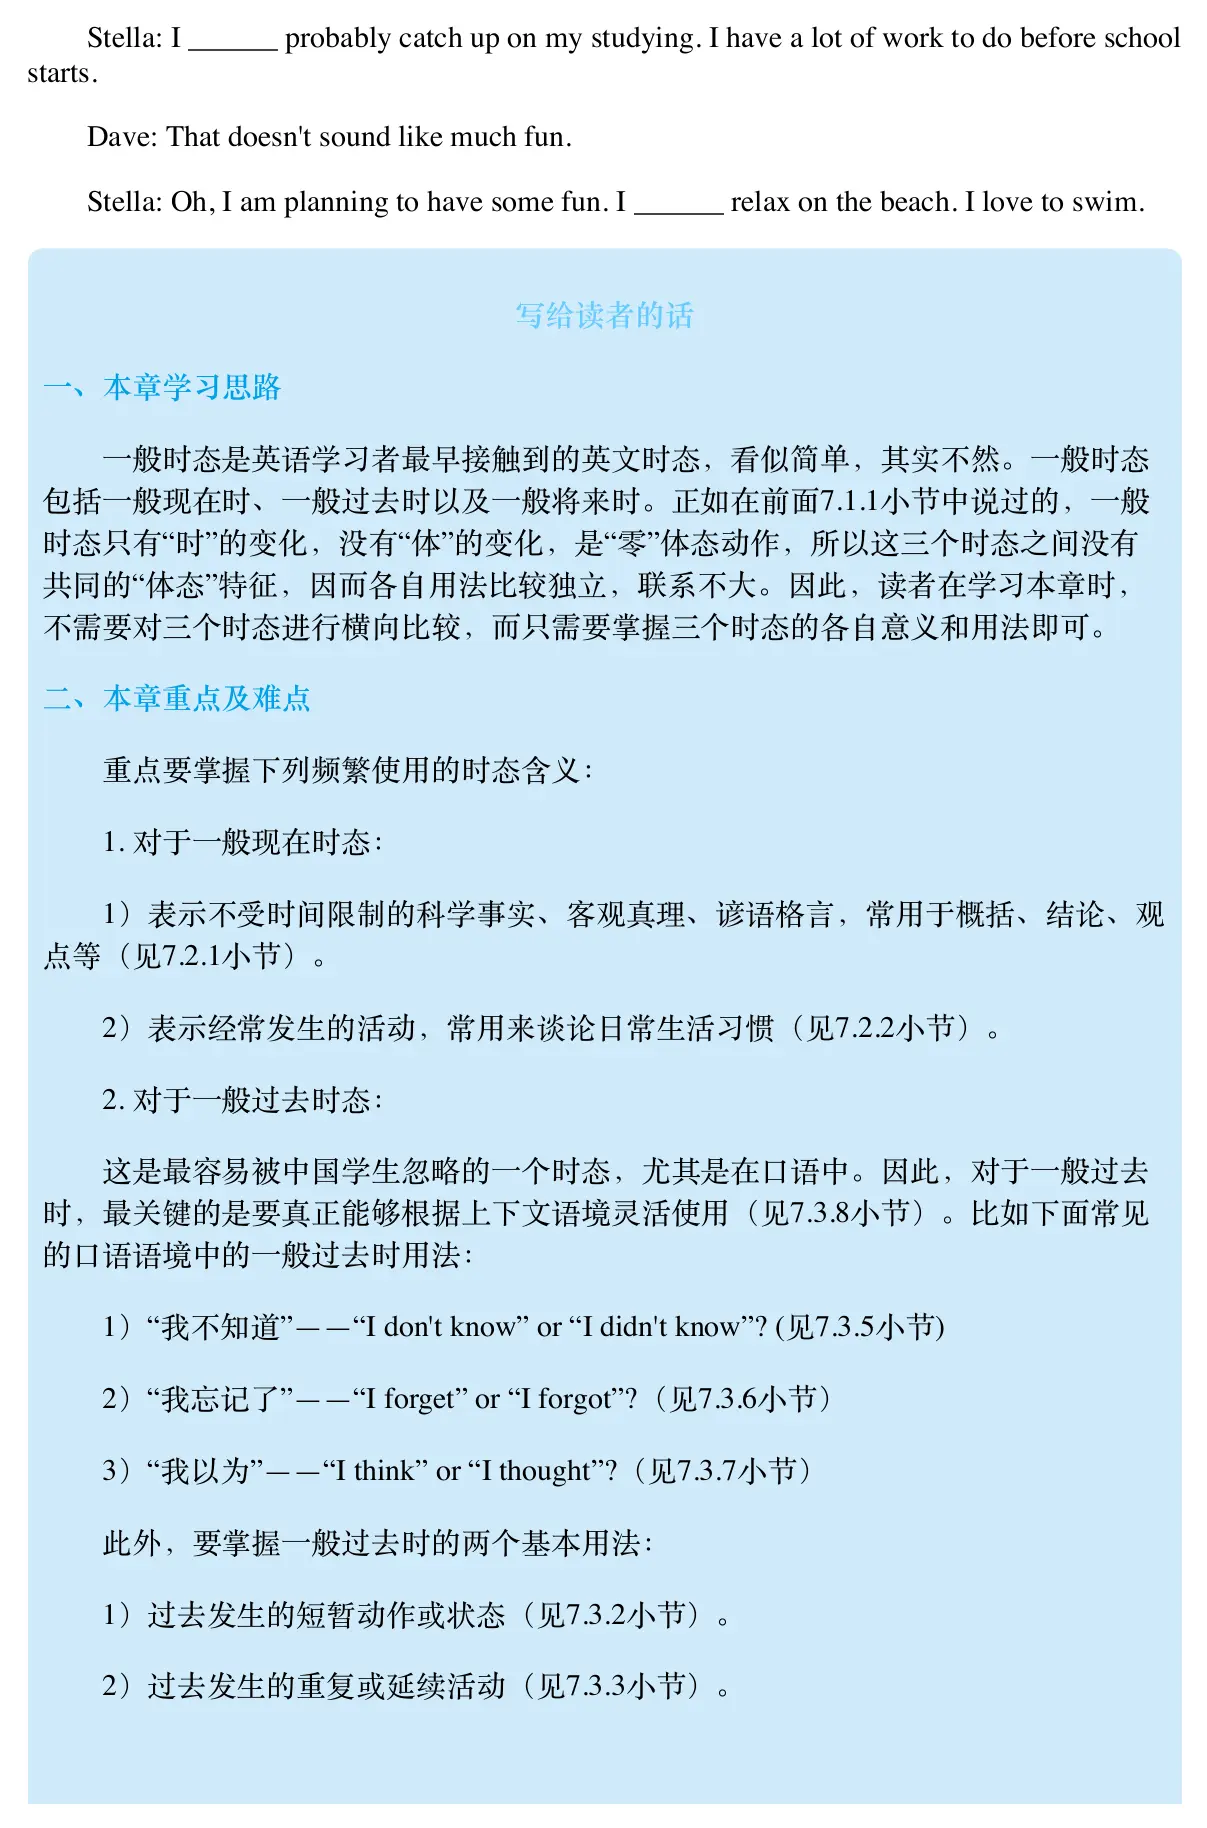 Stella: I ______ probably catch up on my studying. I have a lot of work to do before school
starts.
Dave: That doesn't sound like much fun.
Stella: Oh, I am planning to have some fun. I ______ relax on the beach. I love to swim.
写给读者的话
一、本章学习思路
一般时态是英语学习者最早接触到的英文时态，看似简单，其实不然。一般时态
包括一般现在时、一般过去时以及一般将来时。正如在前面7.1.1小节中说过的，一般
时态只有“时”的变化，没有“体”的变化，是“零”体态动作，所以这三个时态之间没有
共同的“体态”特征，因而各自用法比较独立，联系不大。因此，读者在学习本章时，
不需要对三个时态进行横向比较，而只需要掌握三个时态的各自意义和用法即可。
二、本章重点及难点
重点要掌握下列频繁使用的时态含义：
1. 对于一般现在时态：
1）表示不受时间限制的科学事实、客观真理、谚语格言，常用于概括、结论、观
点等（见7.2.1小节）。
2）表示经常发生的活动，常用来谈论日常生活习惯（见7.2.2小节）。
2. 对于一般过去时态：
这是最容易被中国学生忽略的一个时态，尤其是在口语中。因此，对于一般过去
时，最关键的是要真正能够根据上下文语境灵活使用（见7.3.8小节）。比如下面常见
的口语语境中的一般过去时用法：
1）“我不知道”——“I don't know” or “I didn't know”? (见7.3.5小节)
2）“我忘记了”——“I forget” or “I forgot”?（见7.3.6小节）
3）“我以为”——“I think” or “I thought”?（见7.3.7小节）
此外，要掌握一般过去时的两个基本用法：
1）过去发生的短暂动作或状态（见7.3.2小节）。
2）过去发生的重复或延续活动（见7.3.3小节）。